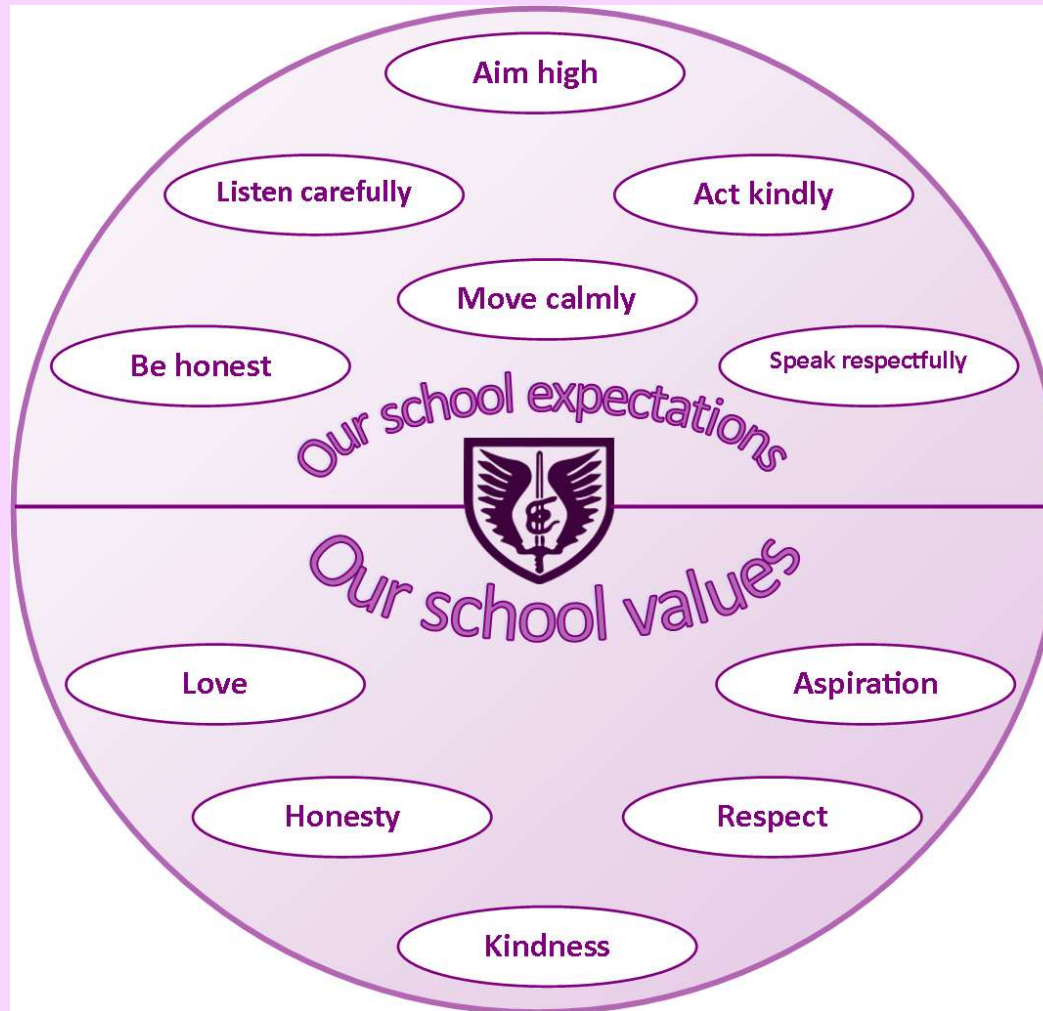 Aim high
Listen carefully
Act kindly
Move calmly
Be honest
Speak respectfully
Our school expectations
Our school values
Love
Aspiration
Honesty
Respect
Kindness